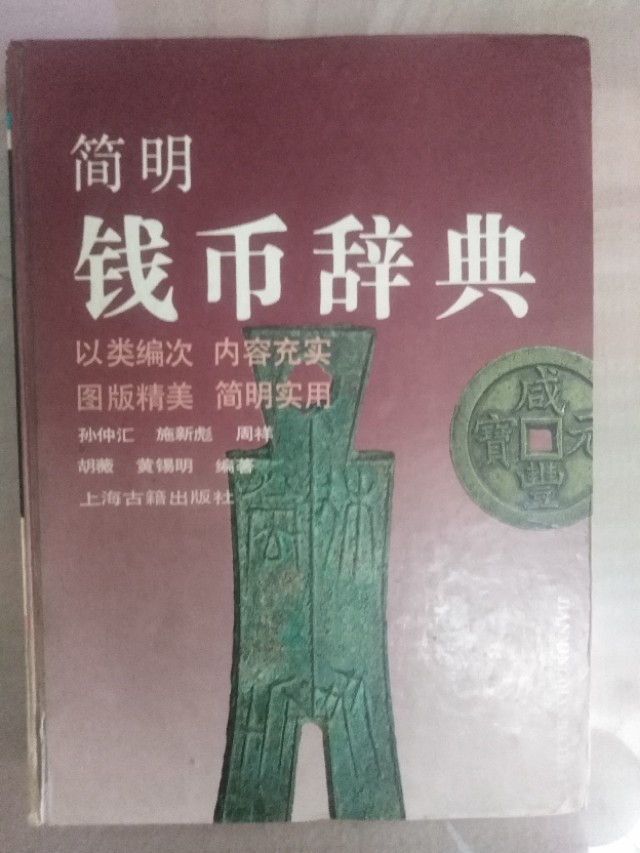 简明
钱币辞典
以类编次 内容充实
图版精美 简明实用
孙仲汇 施新彪 周祥
胡薇 黄锡明 编著
上海古籍出版社
咸豐元寶